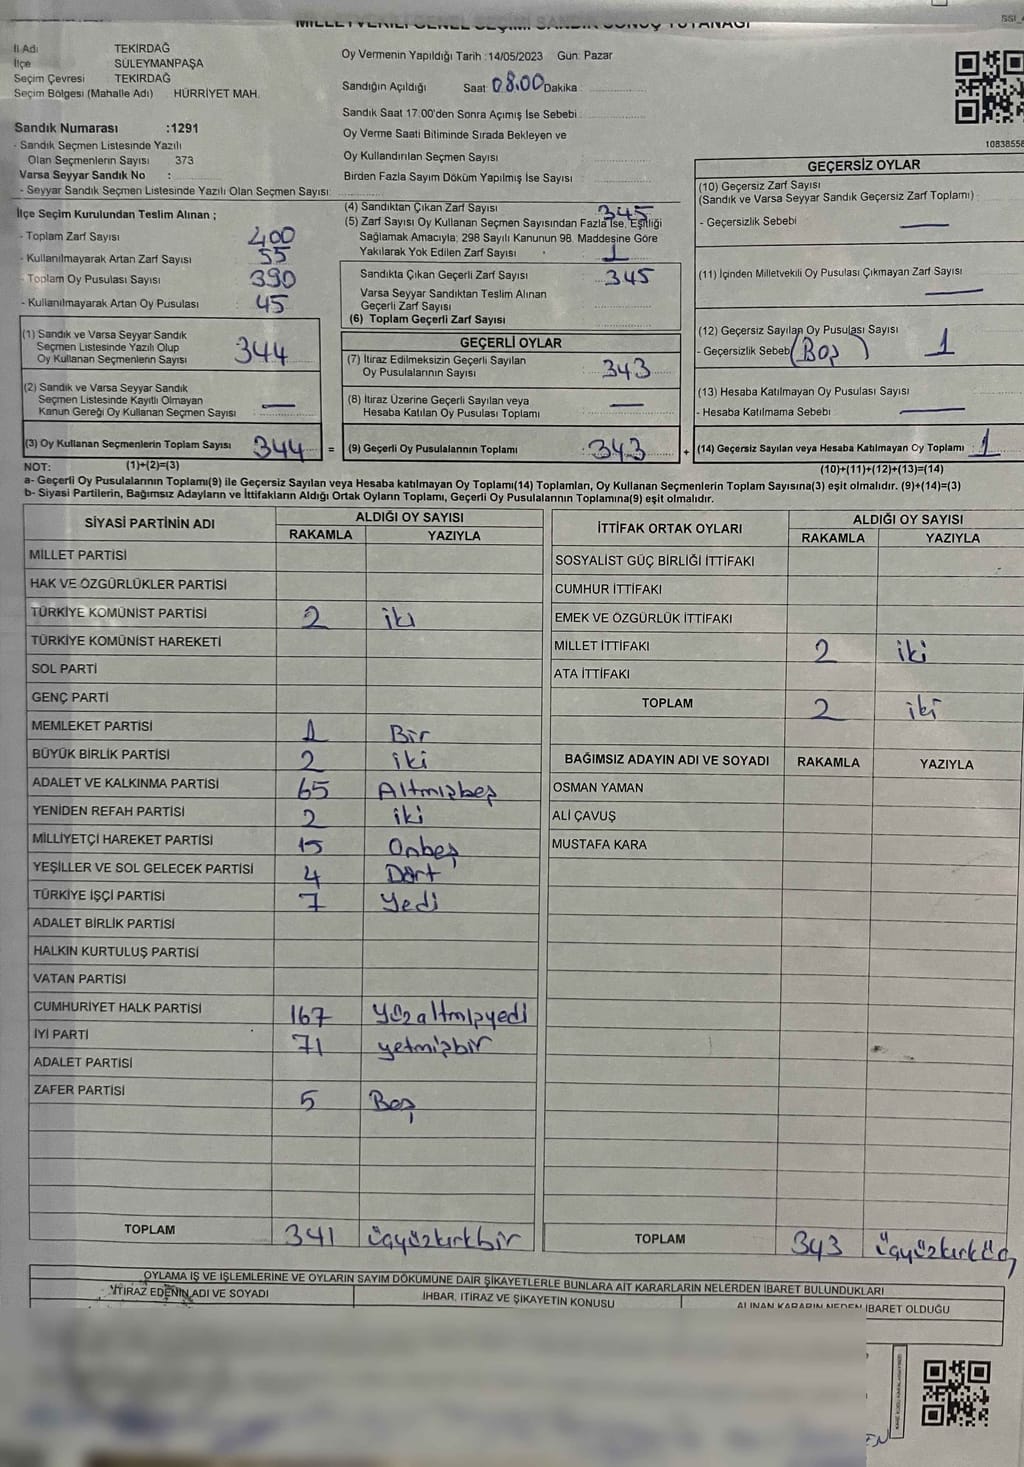 MİLLETVEKİLİ GENEL SEÇİMİ SANDIK SONUÇ TUTANAĞI
İl Adı TEKİRDAĞ
İlçe SÜLEYMANPAŞA
Seçim Çevresi TEKİRDAĞ
Seçim Bölgesi (Mahalle Adı) HÜRRİYET MAH.
Sandık Numarası :1291
- Sandık Seçmen Listesinde Yazılı
Olan Seçmenlerin Sayısı 373
Varsa Seyyar Sandık No :
- Seyyar Sandık Seçmen Listesinde Yazılı Olan Seçmen Sayısı:
Oy Vermenin Yapıldığı Tarih :14/05/2023 Gün: Pazar
Sandığın Açıldığı Saat: 08.00 Dakika
Sandık Saat 17:00'den Sonra Açımış İse Sebebi :
Oy Verme Saati Bitiminde Sırada Bekleyen ve
Oy Kullandırılan Seçmen Sayısı
Birden Fazla Sayım Döküm Yapılmış İse Sayısı
10838558
İlçe Seçim Kurulundan Teslim Alınan ;
- Toplam Zarf Sayısı 400
- Kullanılmayarak Artan Zarf Sayısı 55
- Toplam Oy Pusulası Sayısı 390
- Kullanılmayarak Artan Oy Pusulası 45
(1) Sandık ve Varsa Seyyar Sandık
Seçmen Listesinde Yazılı Olup
Oy Kullanan Seçmenlerin Sayısı 344
(2) Sandık ve Varsa Seyyar Sandık
Seçmen Listesinde Kayıtlı Olmayan
Kanun Gereği Oy Kullanan Seçmen Sayısı : —
(3) Oy Kullanan Seçmenlerin Toplam Sayısı 344 =
(4) Sandıktan Çıkan Zarf Sayısı 345
(5) Zarf Sayısı Oy Kullanan Seçmen Sayısından Fazla İse, Eşitliği
Sağlamak Amacıyla; 298 Sayılı Kanunun 98. Maddesine Göre
Yakılarak Yok Edilen Zarf Sayısı : 1
Sandıkta Çıkan Geçerli Zarf Sayısı 345
Varsa Seyyar Sandıktan Teslim Alınan
Geçerli Zarf Sayısı
(6) Toplam Geçerli Zarf Sayısı
GEÇERLİ OYLAR
(7) İtiraz Edilmeksizin Geçerli Sayılan
Oy Pusulalarının Sayısı 343
(8) İtiraz Üzerine Geçerli Sayılan veya
Hesaba Katılan Oy Pusulası Toplamı —
(9) Geçerli Oy Pusulalarının Toplamı 343 +
GEÇERSİZ OYLAR
(10) Geçersiz Zarf Sayısı
(Sandık ve Varsa Seyyar Sandık Geçersiz Zarf Toplamı)
- Geçersizlik Sebebi —
(11) İçinden Milletvekili Oy Pusulası Çıkmayan Zarf Sayısı
—
(12) Geçersiz Sayılan Oy Pusulası Sayısı
- Geçersizlik Sebebi (Boş) 1
(13) Hesaba Katılmayan Oy Pusulası Sayısı
- Hesaba Katılmama Sebebi —
(14) Geçersiz Sayılan veya Hesaba Katılmayan Oy Toplamı 1
NOT: (1)+(2)=(3) (10)+(11)+(12)+(13)=(14)
a- Geçerli Oy Pusulalarının Toplamı(9) ile Geçersiz Sayılan veya Hesaba katılmayan Oy Toplamı(14) Toplamları, Oy Kullanan Seçmenlerin Toplam Sayısına(3) eşit olmalıdır. (9)+(14)=(3)
b- Siyasi Partilerin, Bağımsız Adayların ve İttifakların Aldığı Ortak Oyların Toplamı, Geçerli Oy Pusulalarının Toplamına(9) eşit olmalıdır.
SİYASİ PARTİNİN ADI ALDIĞI OY SAYISI
RAKAMLA YAZIYLA
MİLLET PARTİSİ
HAK VE ÖZGÜRLÜKLER PARTİSİ
TÜRKİYE KOMÜNİST PARTİSİ 2 iki
TÜRKİYE KOMÜNİST HAREKETİ
SOL PARTİ
GENÇ PARTİ
MEMLEKET PARTİSİ 1 Bir
BÜYÜK BİRLİK PARTİSİ 2 iki
ADALET VE KALKINMA PARTİSİ 65 Altmışbeş
YENİDEN REFAH PARTİSİ 2 iki
MİLLİYETÇİ HAREKET PARTİSİ 15 Onbeş
YEŞİLLER VE SOL GELECEK PARTİSİ 4 Dört
TÜRKİYE İŞÇİ PARTİSİ 7 Yedi
ADALET BİRLİK PARTİSİ
HALKIN KURTULUŞ PARTİSİ
VATAN PARTİSİ
CUMHURİYET HALK PARTİSİ 167 Yüzaltmışyedi
İYİ PARTİ 71 yetmişbir
ADALET PARTİSİ
ZAFER PARTİSİ 5 Beş
TOPLAM 341 üçyüzkırkbir
İTTİFAK ORTAK OYLARI ALDIĞI OY SAYISI
RAKAMLA YAZIYLA
SOSYALİST GÜÇ BİRLİĞİ İTTİFAKI
CUMHUR İTTİFAKI
EMEK VE ÖZGÜRLÜK İTTİFAKI
MİLLET İTTİFAKI 2 iki
ATA İTTİFAKI
TOPLAM 2 iki
BAĞIMSIZ ADAYIN ADI VE SOYADI RAKAMLA YAZIYLA
OSMAN YAMAN
ALİ ÇAVUŞ
MUSTAFA KARA
TOPLAM 343 üçyüzkırküç
OYLAMA İŞ VE İŞLEMLERİNE VE OYLARIN SAYIM DÖKÜMÜNE DAİR ŞİKAYETLERLE BUNLARA AİT KARARLARIN NELERDEN İBARET BULUNDUKLARI
İTİRAZ EDENİN ADI VE SOYADI İHBAR, İTİRAZ VE ŞİKAYETİN KONUSU ALINAN KARARIN NEDEN İBARET OLDUĞU